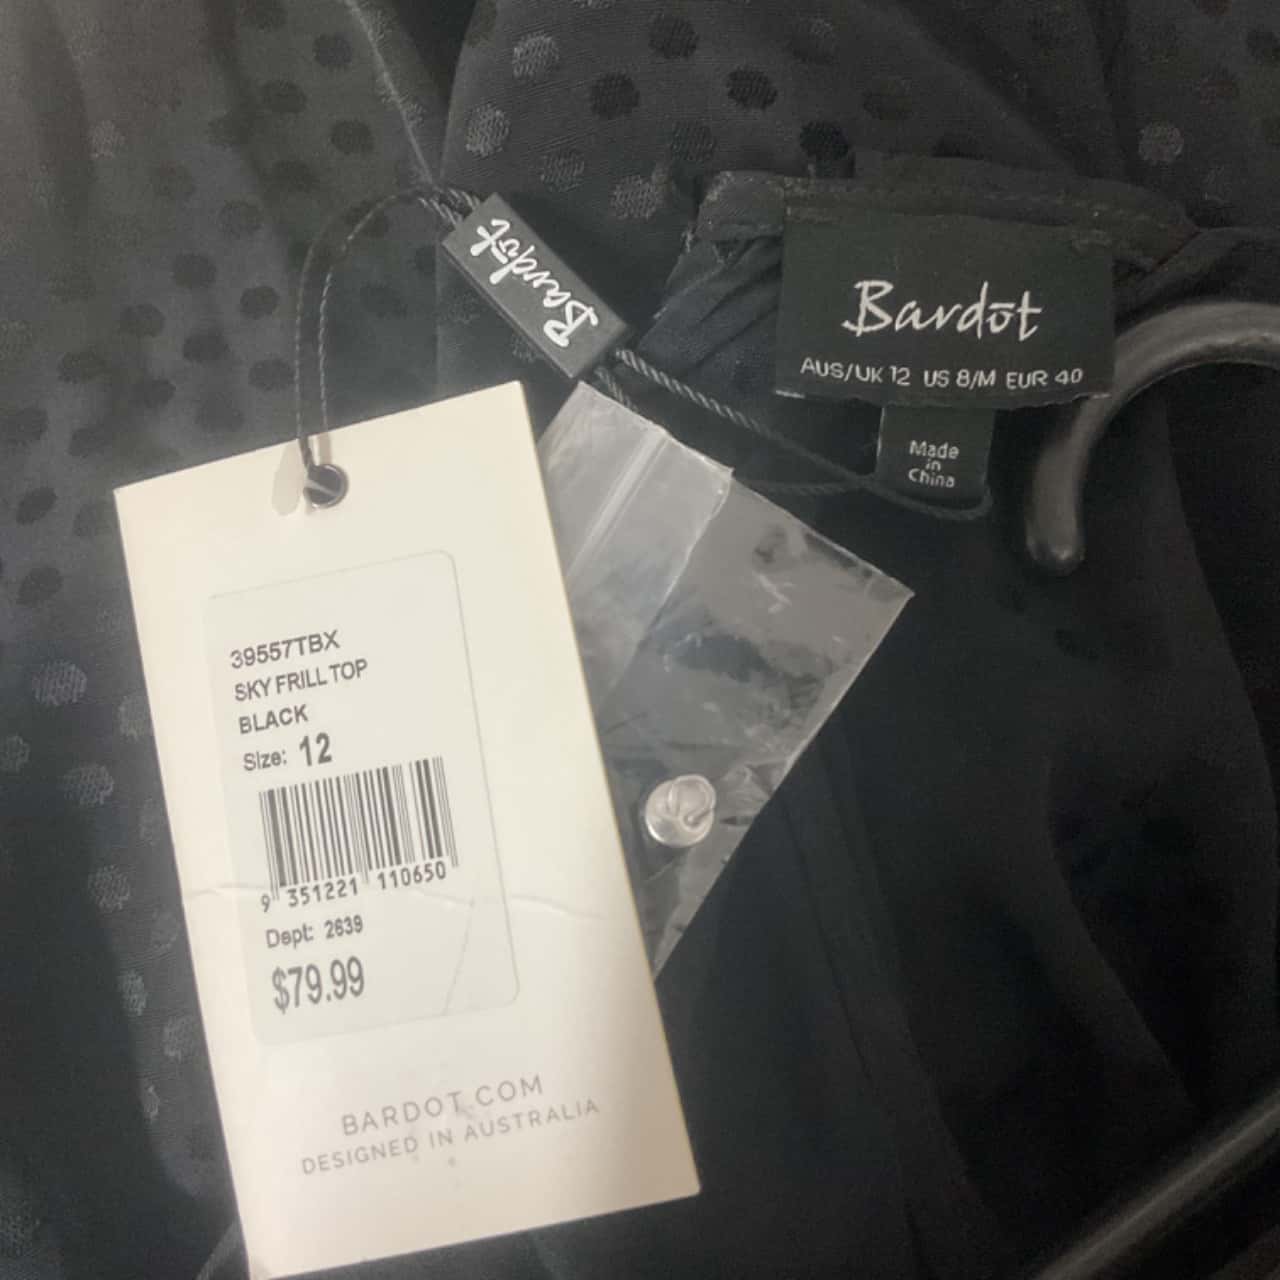 Bardot
Bardōt
AUS/UK 12 US 8/M EUR 40
Made
in
China
39557TBX
SKY FRILL TOP
BLACK
Size: 12
9 351221 110650
Dept: 2639
$79.99
BARDOT.COM
DESIGNED IN AUSTRALIA